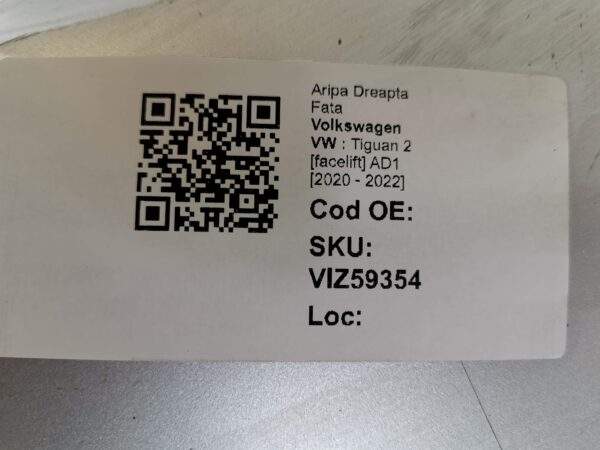 Aripa Dreapta
Fata
Volkswagen
VW : Tiguan 2
[facelift] AD1
[2020 - 2022]
Cod OE:
SKU:
VIZ59354
Loc: